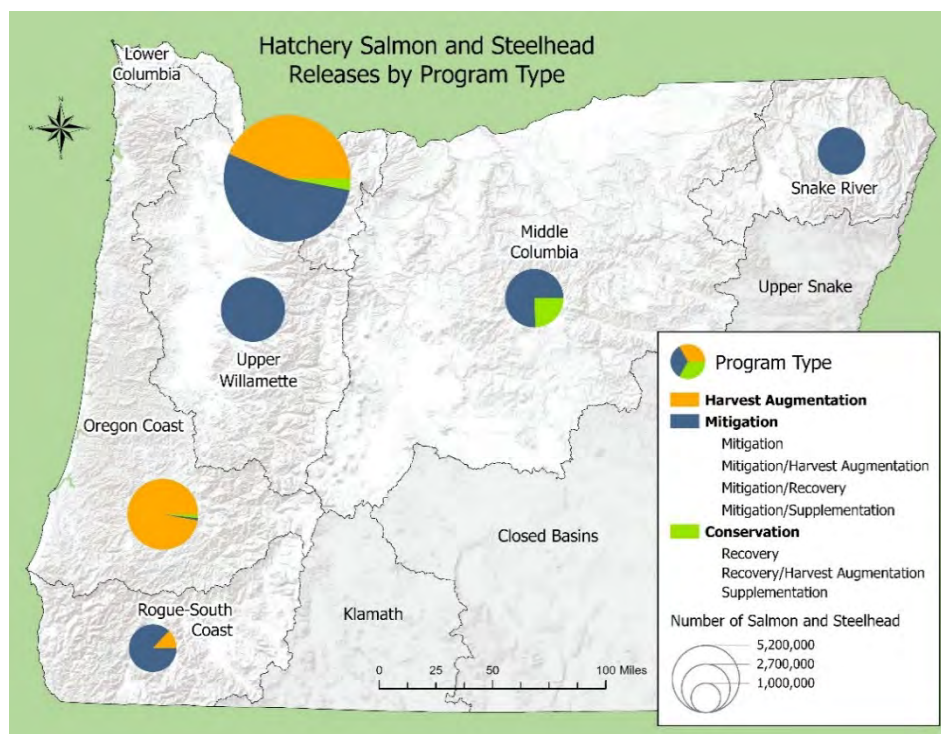 Hatchery Salmon and Steelhead
Releases by Program Type
Lower
Columbia
N
Snake River
Middle
Columbia
Upper Snake
Upper
Willamette
Oregon Coast
Closed Basins
Rogue-South
Coast
Klamath
0 25 50 100 Miles
Program Type
Harvest Augmentation
Mitigation
Mitigation
Mitigation/Harvest Augmentation
Mitigation/Recovery
Mitigation/Supplementation
Conservation
Recovery
Recovery/Harvest Augmentation
Supplementation
Number of Salmon and Steelhead
5,200,000
2,700,000
1,000,000